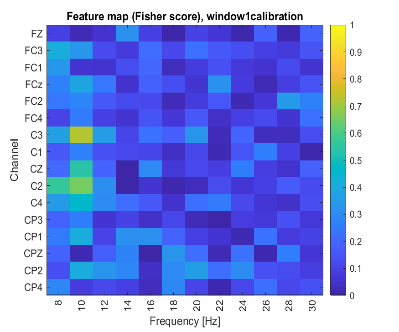 Feature map (Fisher score), window1calibration
Channel
FZ
FC3
FC1
FCz
FC2
FC4
C3
C1
CZ
C2
C4
CP3
CP1
CPZ
CP2
CP4
8 10 12 14 16 18 20 22 24 26 28 30
Frequency [Hz]
1
0.9
0.8
0.7
0.6
0.5
0.4
0.3
0.2
0.1
0